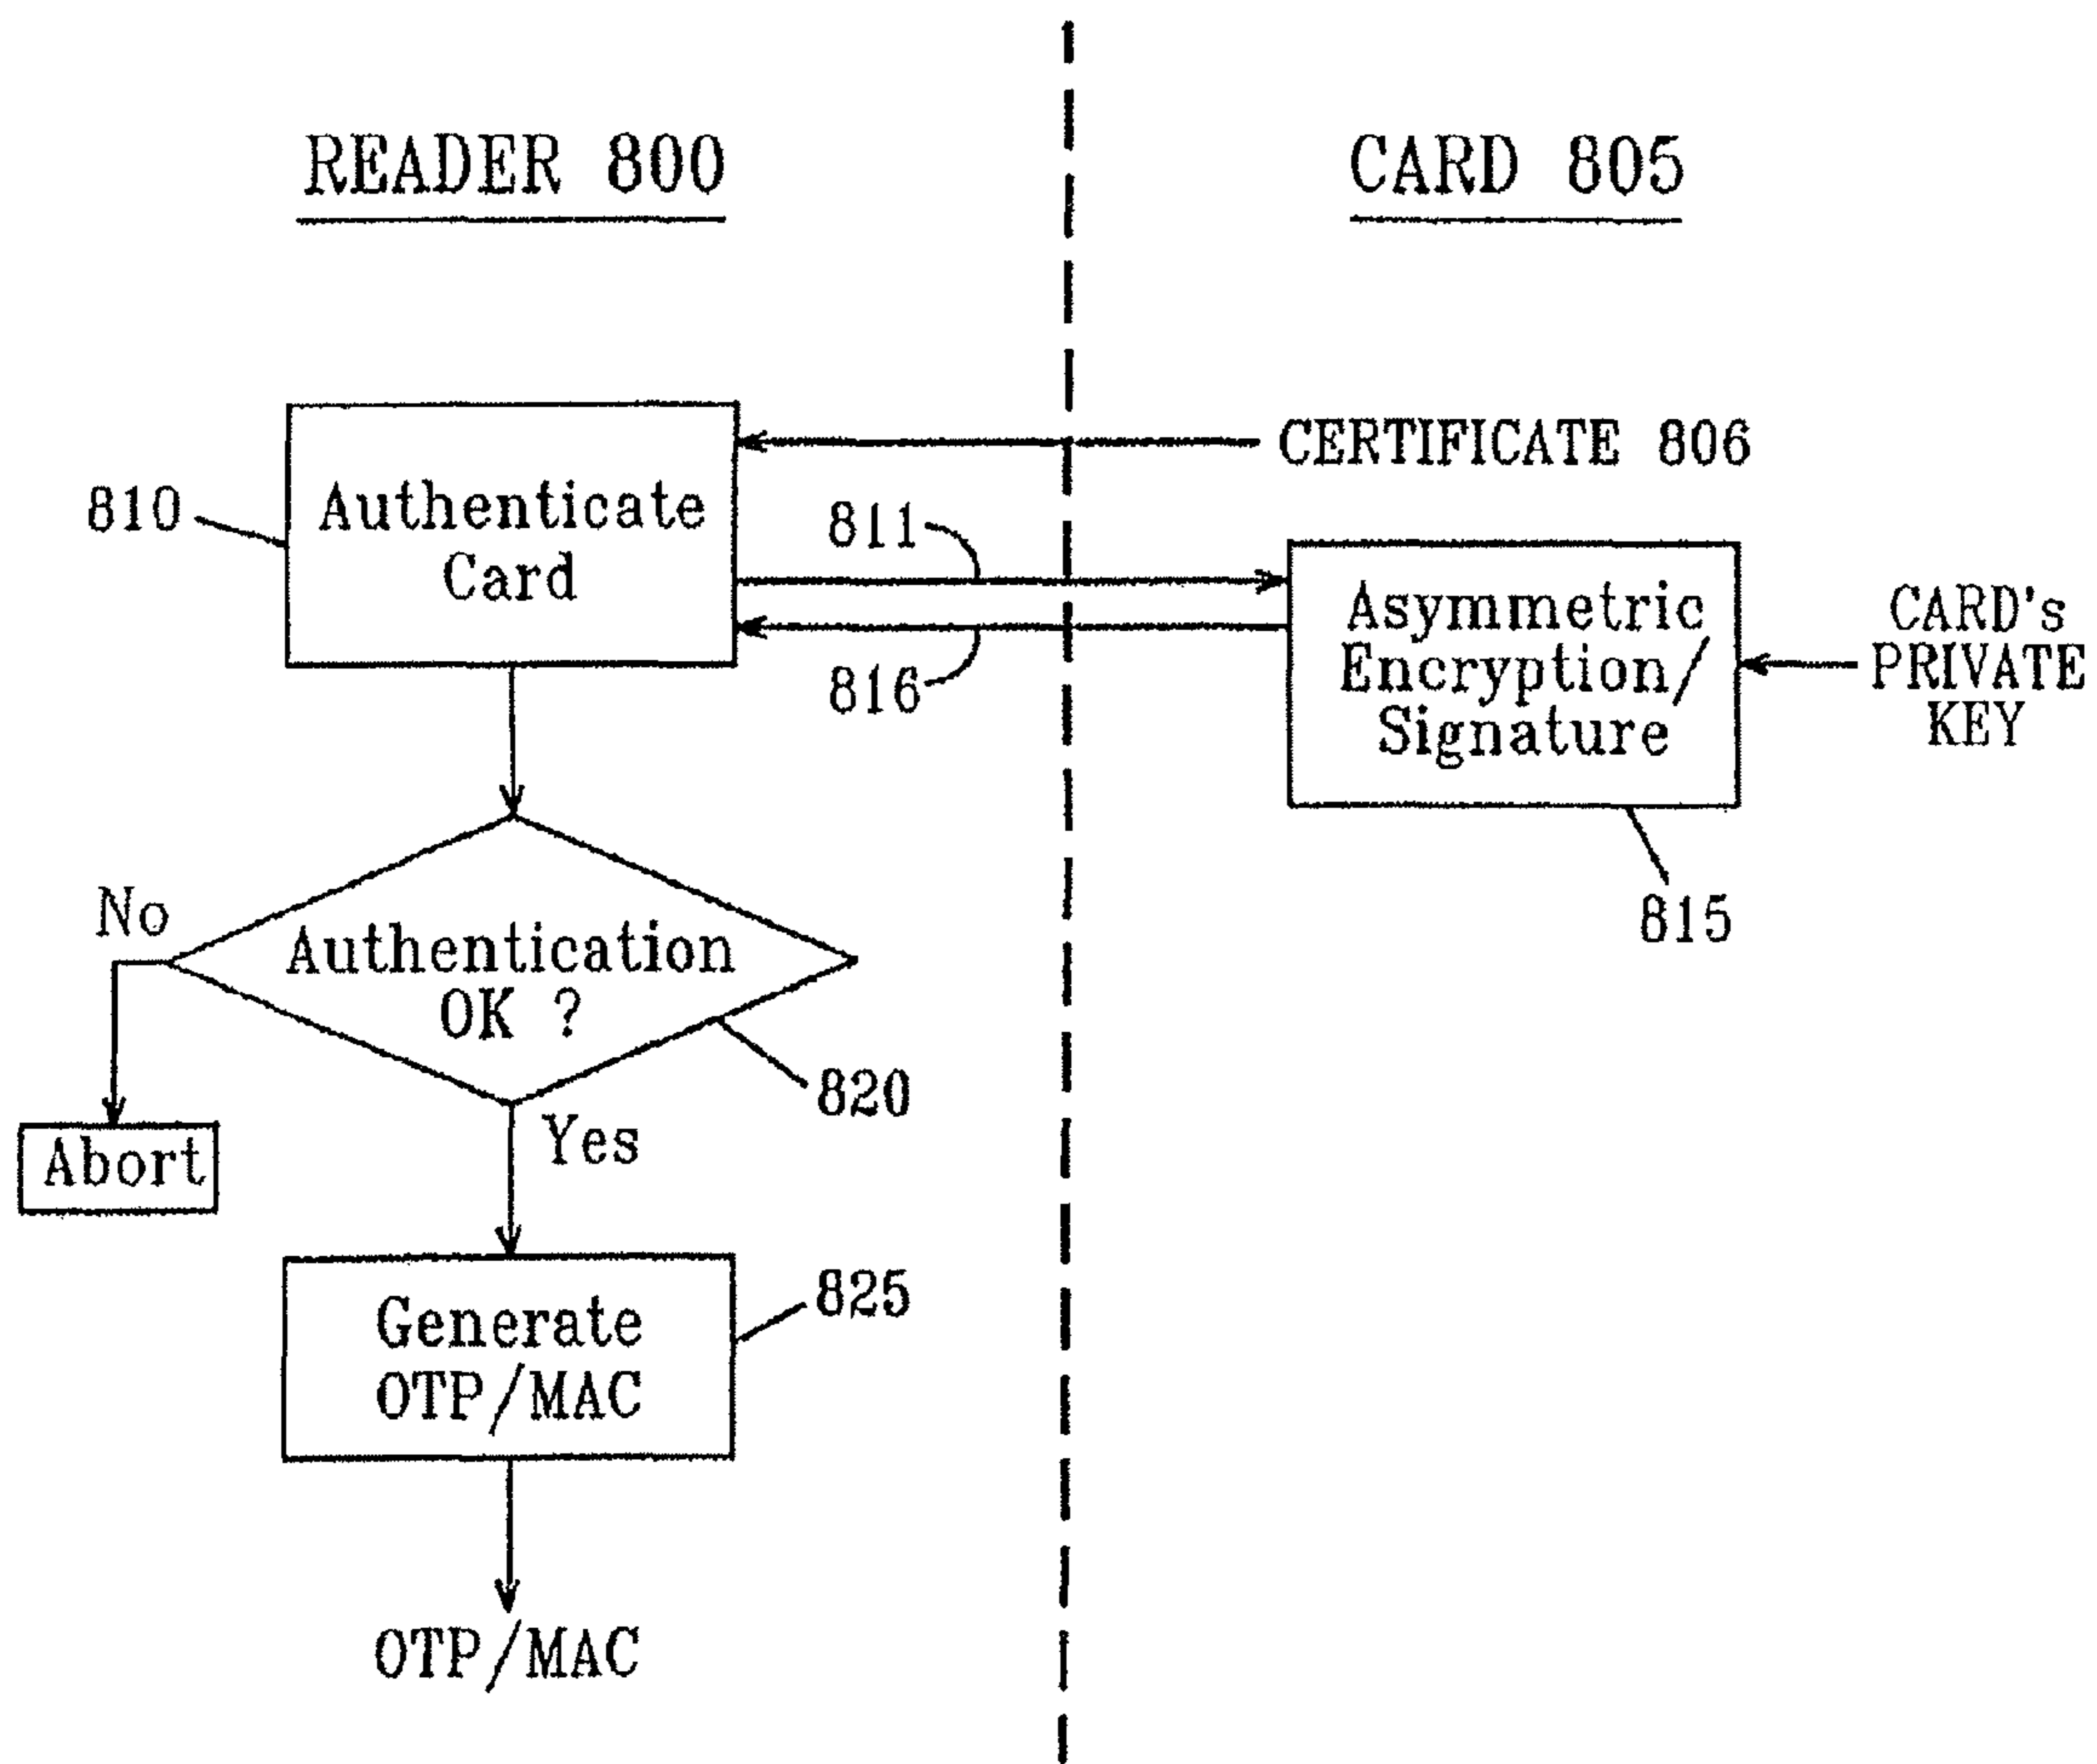 READER 800
CARD 805
CERTIFICATE 806
810
Authenticate
Card
811
816
Asymmetric
Encryption/
Signature
CARD's
PRIVATE
KEY
815
No
Authentication
OK ?
820
Abort
Yes
Generate
OTP/MAC
825
OTP/MAC